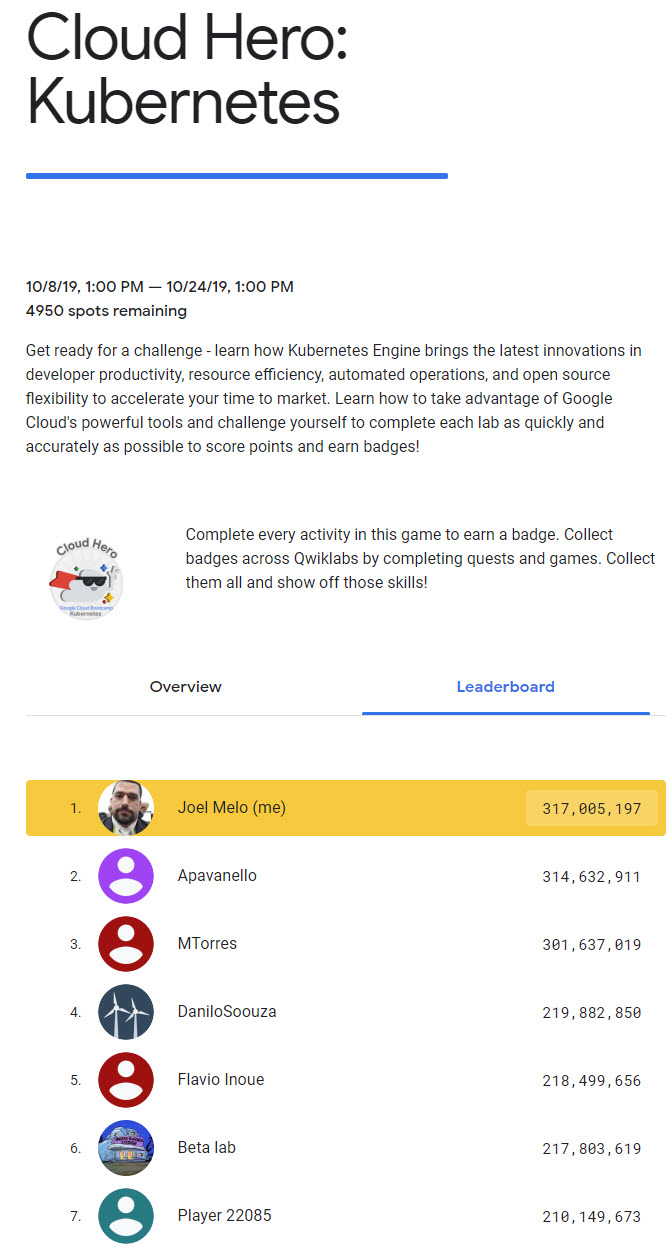 Cloud Hero:
Kubernetes
10/8/19, 1:00 PM — 10/24/19, 1:00 PM
4950 spots remaining
Get ready for a challenge - learn how Kubernetes Engine brings the latest innovations in
developer productivity, resource efficiency, automated operations, and open source
flexibility to accelerate your time to market. Learn how to take advantage of Google
Cloud's powerful tools and challenge yourself to complete each lab as quickly and
accurately as possible to score points and earn badges!
Cloud Hero
Google Cloud Bootcamp
Kubernetes
Complete every activity in this game to earn a badge. Collect
badges across Qwiklabs by completing quests and games. Collect
them all and show off those skills!
Overview Leaderboard
1. Joel Melo (me) 317,005,197
2. Apavanello 314,632,911
3. MTorres 301,637,019
4. DaniloSoouza 219,882,850
5. Flavio Inoue 218,499,656
6. Beta lab 217,803,619
7. Player 22085 210,149,673